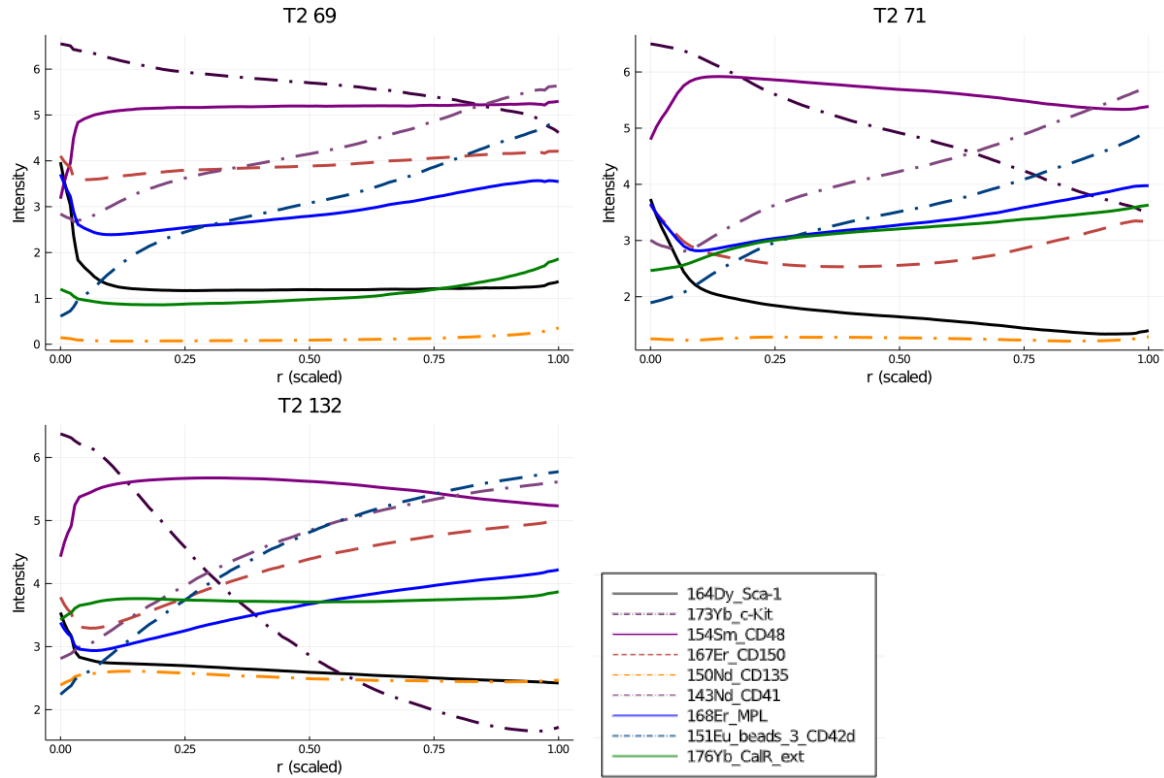 T2 69
6
5
4
3
2
1
0
Intensity
0.00 0.25 0.50 0.75 1.00
r (scaled)
T2 71
6
5
4
3
2
Intensity
0.00 0.25 0.50 0.75 1.00
r (scaled)
T2 132
6
5
4
3
2
Intensity
0.00 0.25 0.50 0.75 1.00
r (scaled)
164Dy_Sca-1
173Yb_c-Kit
154Sm_CD48
167Er_CD150
150Nd_CD135
143Nd_CD41
168Er_MPL
151Eu_beads_3_CD42d
176Yb_CalR_ext